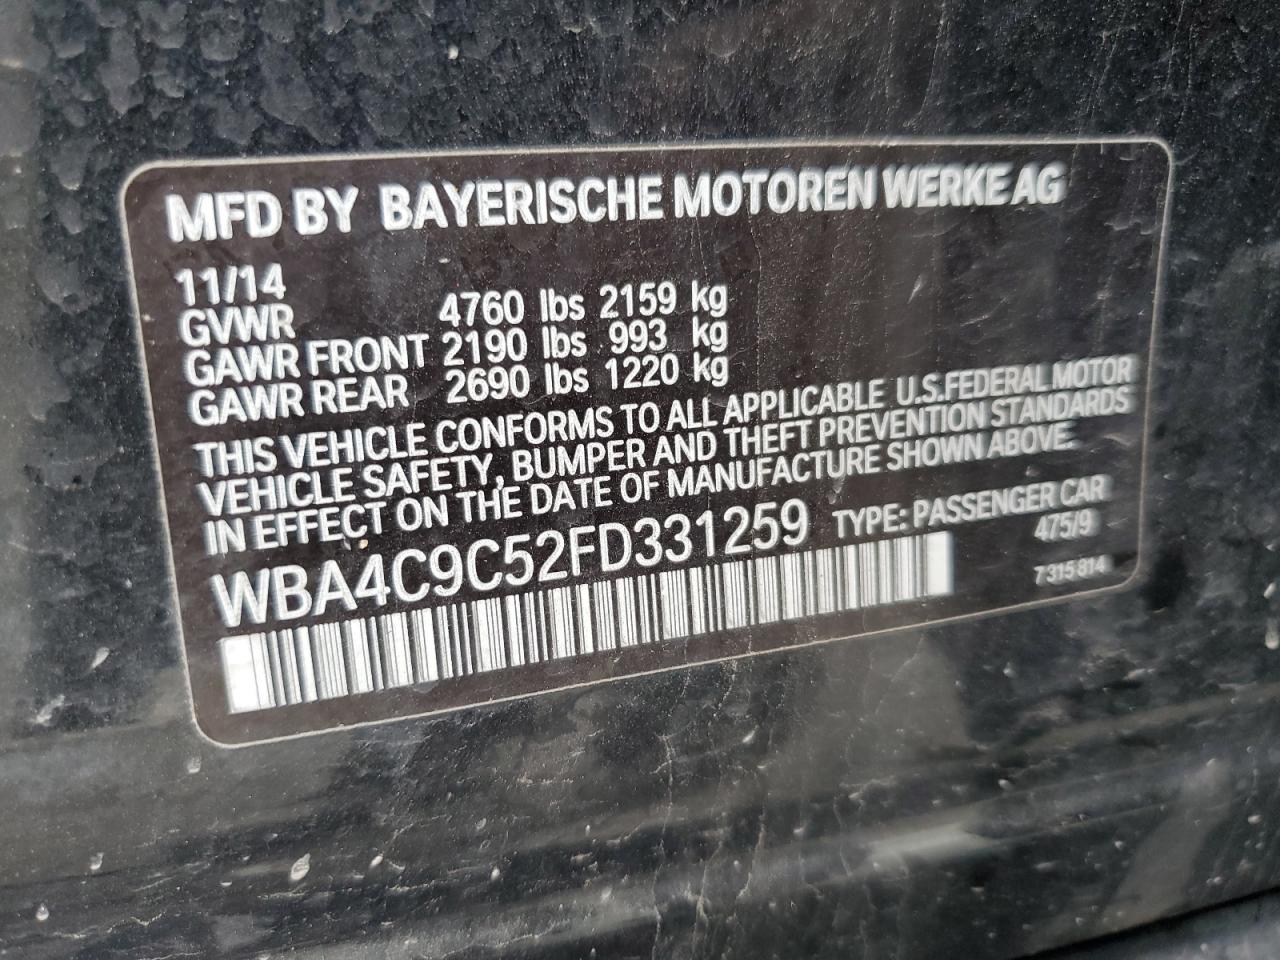 MFD BY BAYERISCHE MOTOREN WERKE AG
11/14
GVWR 4760 lbs 2159 kg
GAWR FRONT 2190 lbs 993 kg
GAWR REAR 2690 lbs 1220 kg
THIS VEHICLE CONFORMS TO ALL APPLICABLE U.S.FEDERAL MOTOR
VEHICLE SAFETY, BUMPER AND THEFT PREVENTION STANDARDS
IN EFFECT ON THE DATE OF MANUFACTURE SHOWN ABOVE.
WBA4C9C52FD331259 TYPE: PASSENGER CAR
475/9
7 315 814